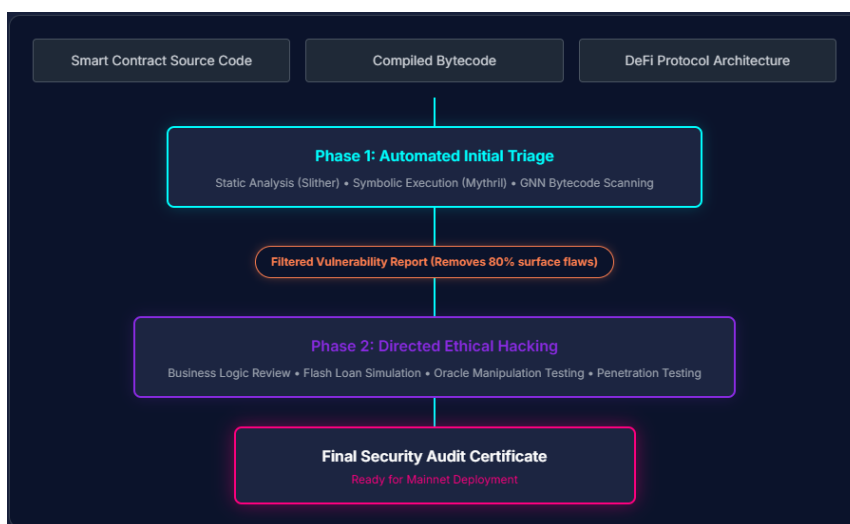 Smart Contract Source Code
Compiled Bytecode
DeFi Protocol Architecture
Phase 1: Automated Initial Triage
Static Analysis (Slither) • Symbolic Execution (Mythril) • GNN Bytecode Scanning
Filtered Vulnerability Report (Removes 80% surface flaws)
Phase 2: Directed Ethical Hacking
Business Logic Review • Flash Loan Simulation • Oracle Manipulation Testing • Penetration Testing
Final Security Audit Certificate
Ready for Mainnet Deployment